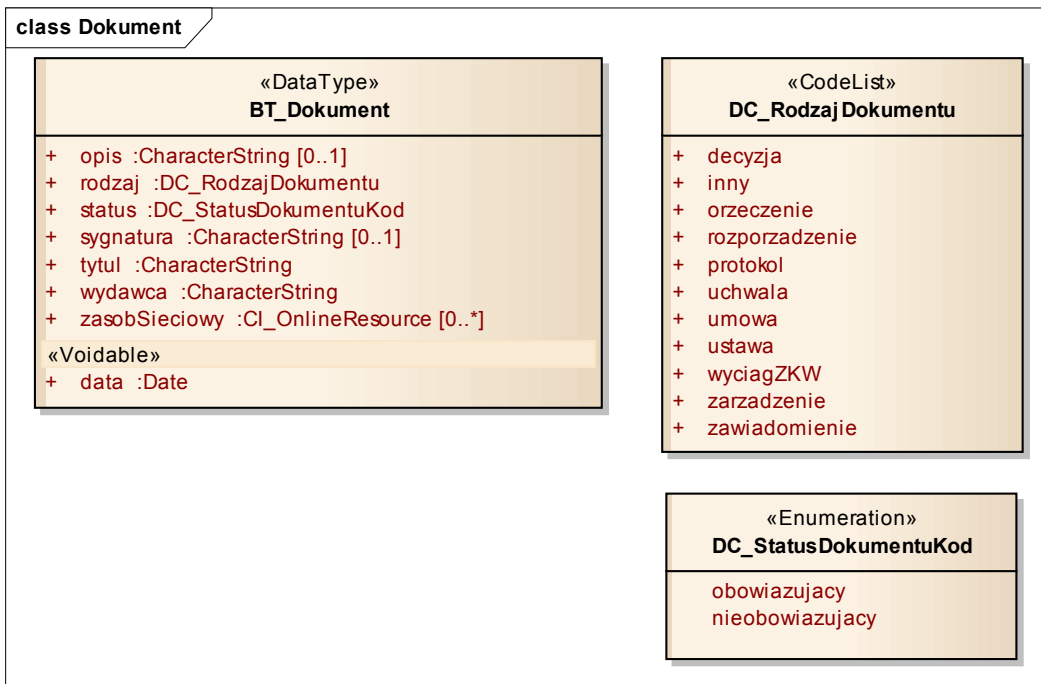 class Dokument
«DataType»
BT_Dokument
+ opis :CharacterString [0..1]
+ rodzaj :DC_RodzajDokumentu
+ status :DC_StatusDokumentuKod
+ sygnatura :CharacterString [0..1]
+ tytul :CharacterString
+ wydawca :CharacterString
+ zasobSieciowy :CI_OnlineResource [0..*]
«Voidable»
+ data :Date
«CodeList»
DC_RodzajDokumentu
+ decyzja
+ inny
+ orzeczenie
+ rozporzadzenie
+ protokol
+ uchwala
+ umowa
+ ustawa
+ wyciagZKW
+ zarzadzenie
+ zawiadomienie
«Enumeration»
DC_StatusDokumentuKod
obowiazujacy
nieobowiazujacy